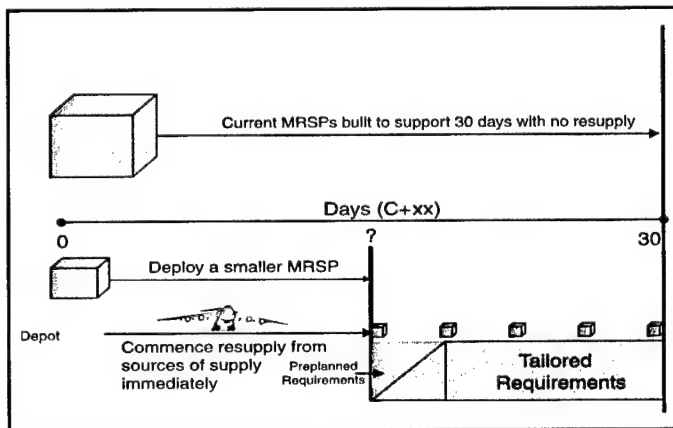 Current MRSPs built to support 30 days with no resupply
Days (C+xx)
0
?
30
Deploy a smaller MRSP
Depot
Commence resupply from
sources of supply
immediately
Preplanned
Requirements
Tailored
Requirements